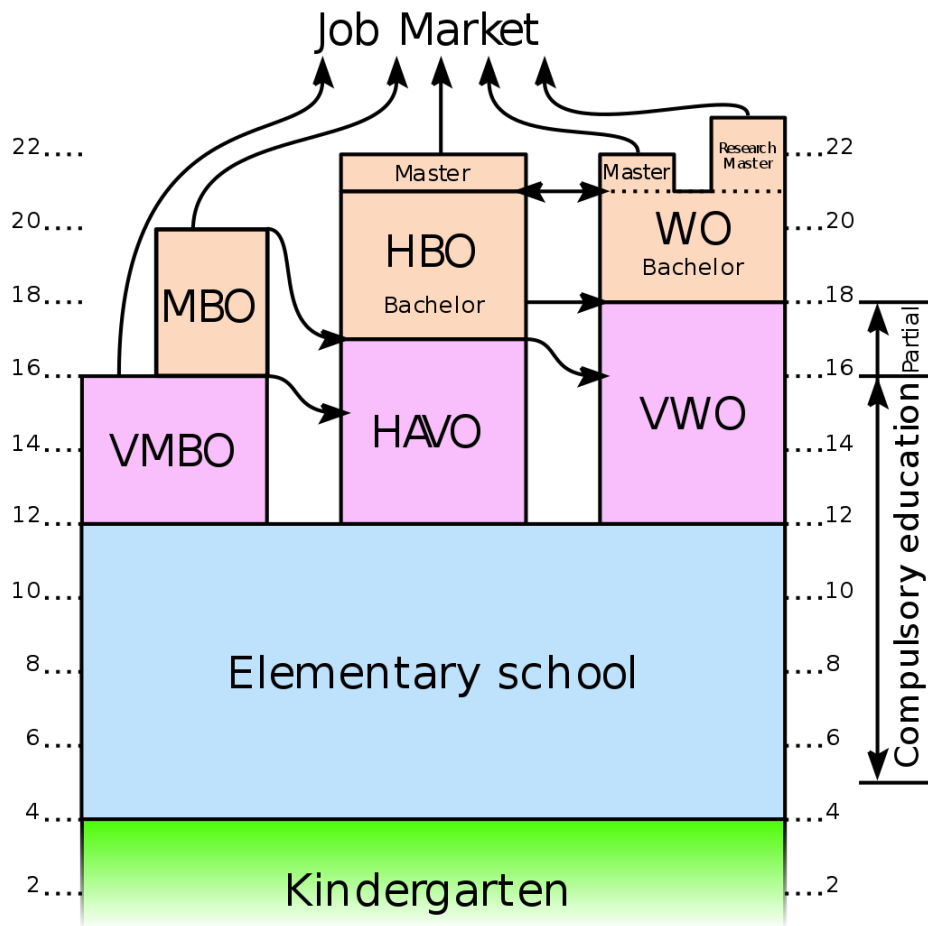 Job Market
22....
....22
Master
Master
Research
Master
20....
....20
HBO
WO
Bachelor
MBO
Bachelor
18....
....18
Partial
16....
....16
VMBO
HAVO
VWO
14....
....14
Compulsory education
12....
....12
10....
....10
Elementary school
8....
....8
6....
....6
4....
....4
Kindergarten
2....
....2